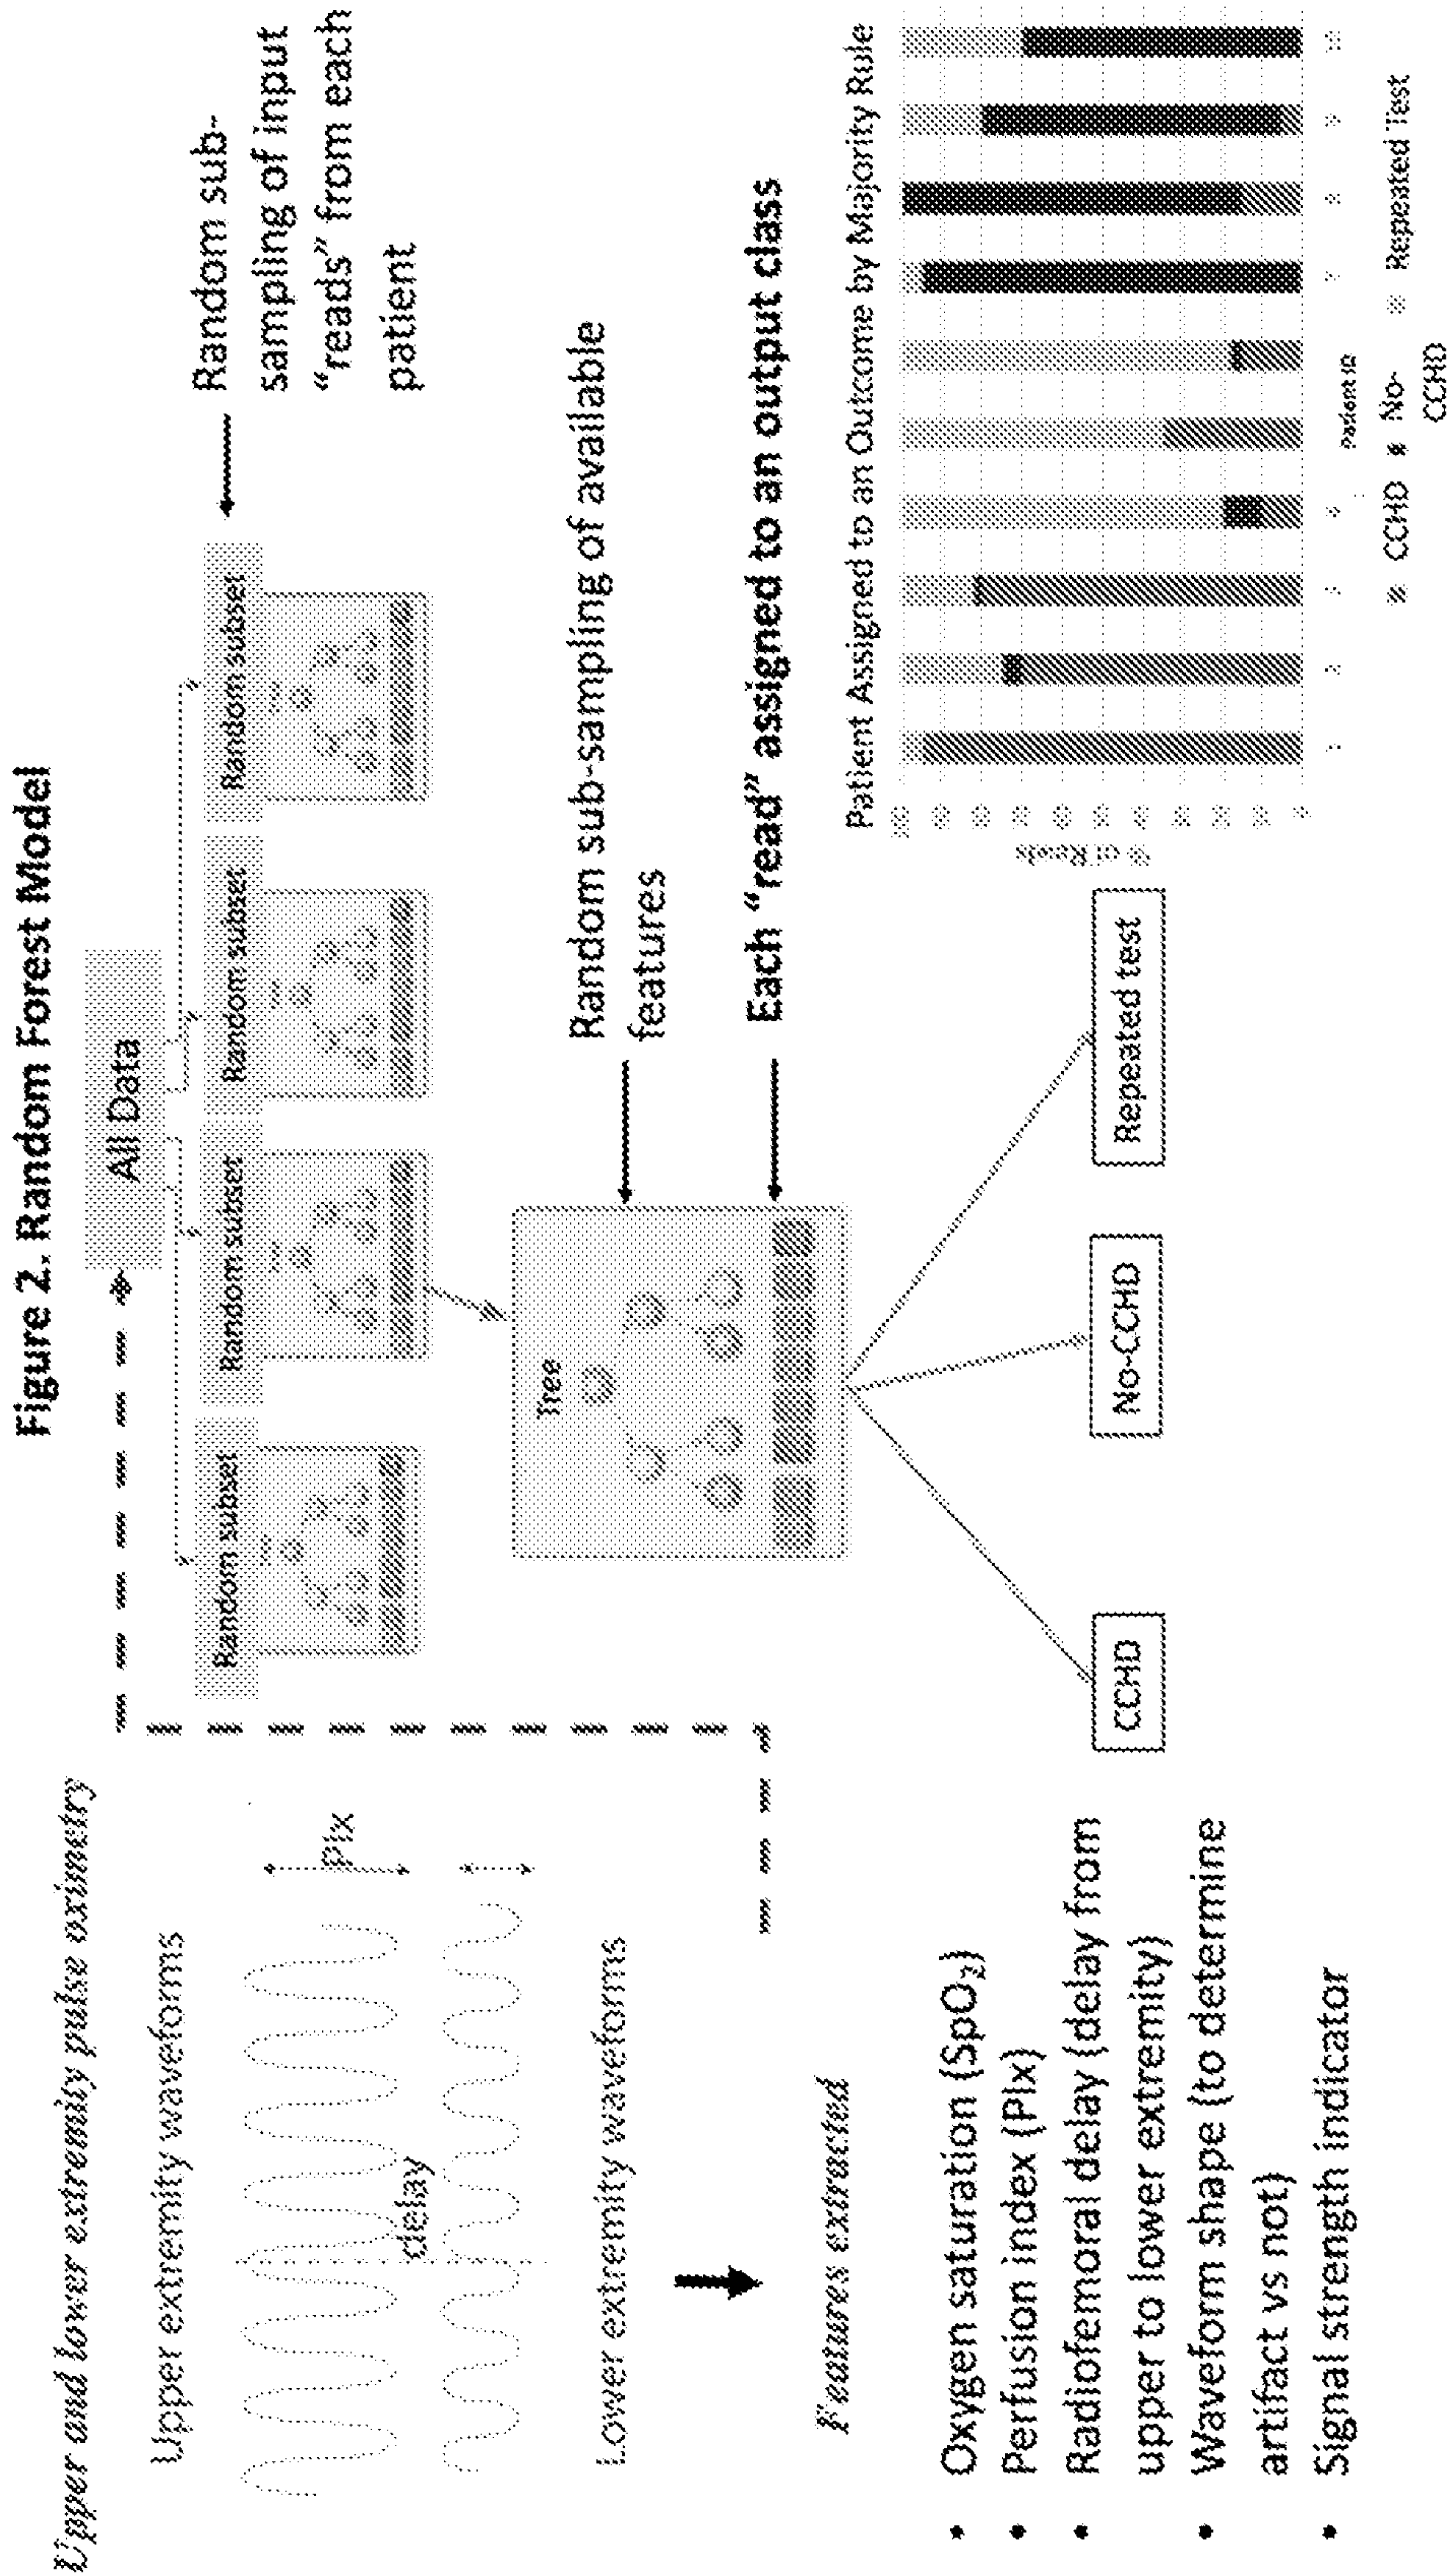 Figure 2. Random Forest Model
Upper and lower extremity pulse oximetry
Upper extremity waveforms
PIx
delay
Lower extremity waveforms
Features extracted
• Oxygen saturation (SpO₂)
• Perfusion index (PIx)
• Radiofemoral delay (delay from
upper to lower extremity)
• Waveform shape (to determine
artifact vs not)
• Signal strength indicator
All Data
Random subset
Random subset
Random subset
Random subset
Random sub-
sampling of input
"reads" from each
patient
Tree
Random sub-sampling of available
features
Each "read" assigned to an output class
CCHD
No-CCHD
Repeated test
Patient Assigned to an Outcome by Majority Rule
of Reads
100
Patient ID
CCHD
No-
CCHD
Repeated Test